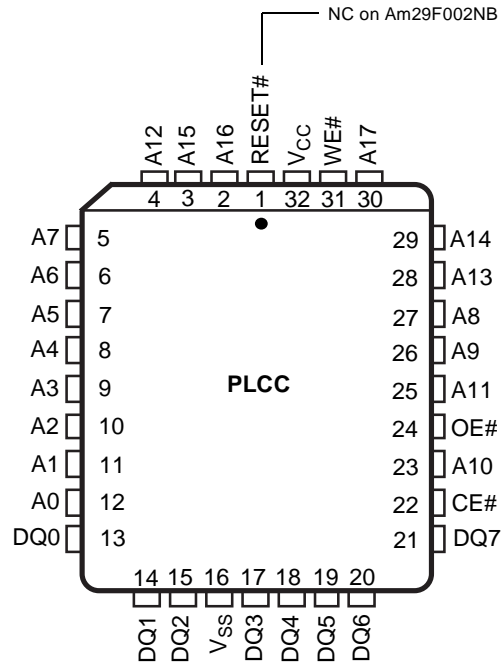 NC on Am29F002NB
A12
A15
A16
RESET#
VCC
WE#
A17
4
3
2
1
32
31
30
A7 5
A6 6
A5 7
A4 8
A3 9
A2 10
A1 11
A0 12
DQ0 13
PLCC
29 A14
28 A13
27 A8
26 A9
25 A11
24 OE#
23 A10
22 CE#
21 DQ7
14
15
16
17
18
19
20
DQ1
DQ2
VSS
DQ3
DQ4
DQ5
DQ6